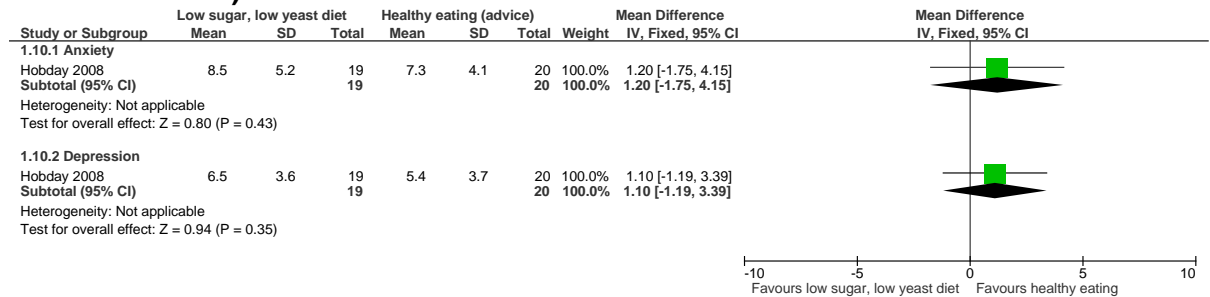 Low sugar, low yeast diet Healthy eating (advice) Mean Difference Mean Difference
Study or Subgroup Mean SD Total Mean SD Total Weight IV, Fixed, 95% CI IV, Fixed, 95% CI
1.10.1 Anxiety
Hobday 2008 8.5 5.2 19 7.3 4.1 20 100.0% 1.20 [-1.75, 4.15]
Subtotal (95% CI) 19 20 100.0% 1.20 [-1.75, 4.15]
Heterogeneity: Not applicable
Test for overall effect: Z = 0.80 (P = 0.43)
1.10.2 Depression
Hobday 2008 6.5 3.6 19 5.4 3.7 20 100.0% 1.10 [-1.19, 3.39]
Subtotal (95% CI) 19 20 100.0% 1.10 [-1.19, 3.39]
Heterogeneity: Not applicable
Test for overall effect: Z = 0.94 (P = 0.35)
-10 -5 0 5 10
Favours low sugar, low yeast diet Favours healthy eating